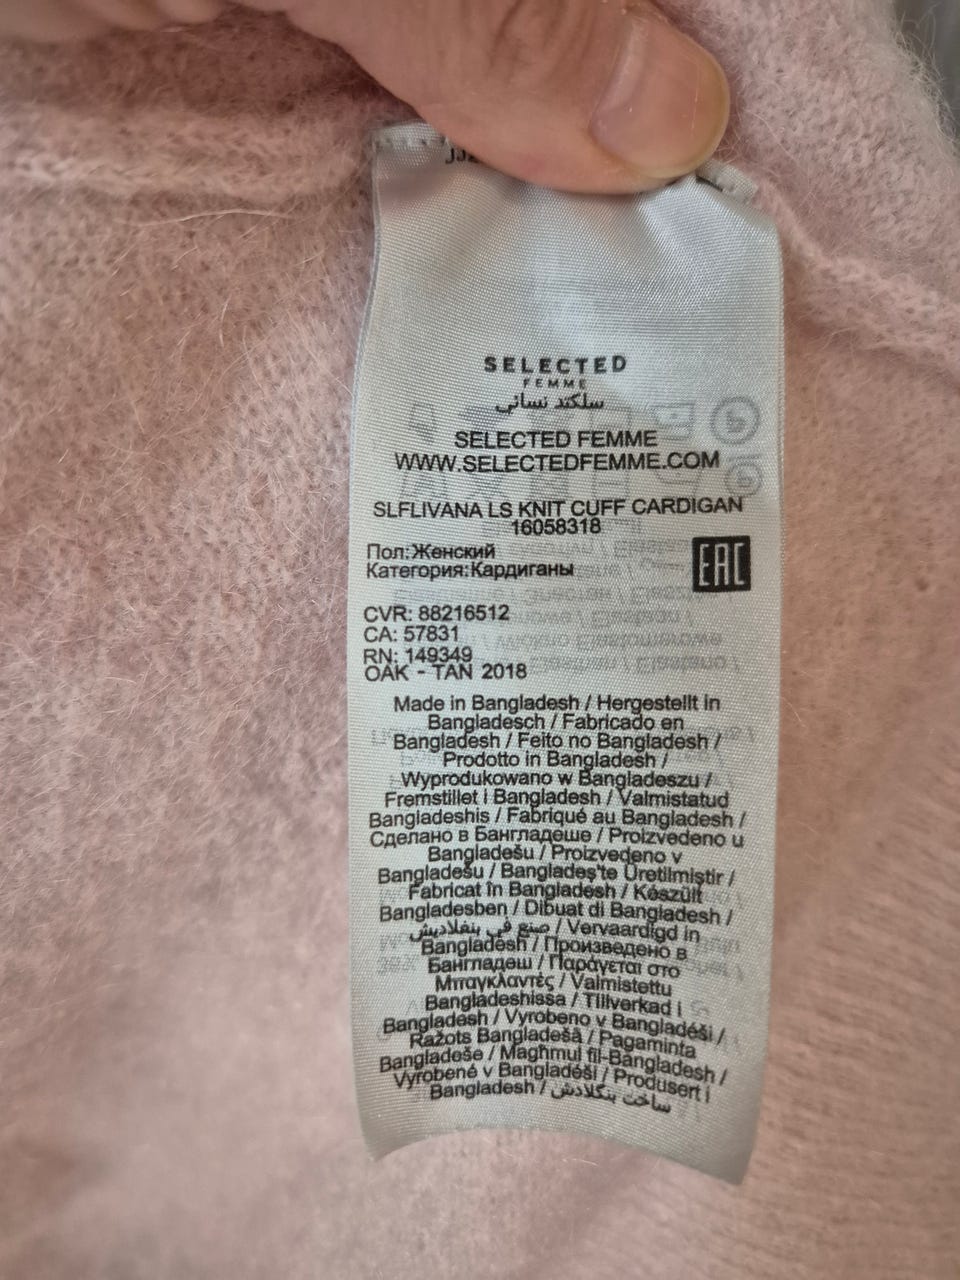 SELECTED
FEMME
سلكتد نسائي
SELECTED FEMME
WWW.SELECTEDFEMME.COM
SLFLIVANA LS KNIT CUFF CARDIGAN
16058318
Пол:Женский
Категория:Кардиганы
EAC
CVR: 88216512
CA: 57831
RN: 149349
OAK - TAN 2018
Made in Bangladesh / Hergestellt in
Bangladesch / Fabricado en
Bangladesh / Feito no Bangladesh /
Prodotto in Bangladesh /
Wyprodukowano w Bangladeszu /
Fremstillet i Bangladesh / Valmistatud
Bangladeshis / Fabriqué au Bangladesh /
Сделано в Бангладеше / Proizvedeno u
Bangladešu / Proizvedeno v
Bangladešu / Bangladeş'te Üretilmiştir /
Fabricat în Bangladesh / Készült
Bangladesben / Dibuat di Bangladesh /
صنع في بنغلاديش / Vervaardigd in
Bangladesh / Произведено в
Бангладеш / Παράγεται στο
Μπαγκλαντές / Valmistettu
Bangladeshissa / Tillverkad i
Bangladesh / Vyrobeno v Bangladéši /
Ražots Bangladešā / Pagaminta
Bangladeše / Magħmul fil-Bangladesh /
Vyrobené v Bangladéši / Produsert i
Bangladesh / ساخت بنگلادش